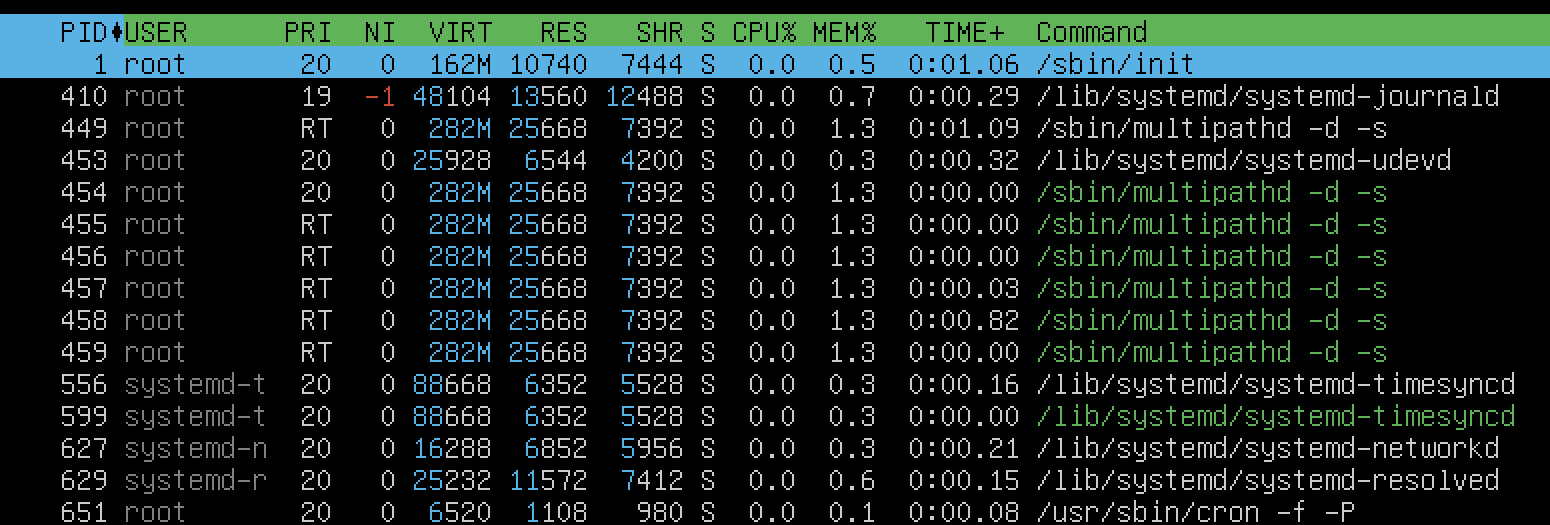 PID♦USER PRI NI VIRT RES SHR S CPU% MEM% TIME+ Command
1 root 20 0 162M 10740 7444 S 0.0 0.5 0:01.06 /sbin/init
410 root 19 -1 48104 13560 12488 S 0.0 0.7 0:00.29 /lib/systemd/systemd-journald
449 root RT 0 282M 25668 7392 S 0.0 1.3 0:01.09 /sbin/multipathd -d -s
453 root 20 0 25928 6544 4200 S 0.0 0.3 0:00.32 /lib/systemd/systemd-udevd
454 root 20 0 282M 25668 7392 S 0.0 1.3 0:00.00 /sbin/multipathd -d -s
455 root RT 0 282M 25668 7392 S 0.0 1.3 0:00.00 /sbin/multipathd -d -s
456 root RT 0 282M 25668 7392 S 0.0 1.3 0:00.00 /sbin/multipathd -d -s
457 root RT 0 282M 25668 7392 S 0.0 1.3 0:00.03 /sbin/multipathd -d -s
458 root RT 0 282M 25668 7392 S 0.0 1.3 0:00.82 /sbin/multipathd -d -s
459 root RT 0 282M 25668 7392 S 0.0 1.3 0:00.00 /sbin/multipathd -d -s
556 systemd-t 20 0 88668 6352 5528 S 0.0 0.3 0:00.16 /lib/systemd/systemd-timesyncd
599 systemd-t 20 0 88668 6352 5528 S 0.0 0.3 0:00.00 /lib/systemd/systemd-timesyncd
627 systemd-n 20 0 16288 6852 5956 S 0.0 0.3 0:00.21 /lib/systemd/systemd-networkd
629 systemd-r 20 0 25232 11572 7412 S 0.0 0.6 0:00.15 /lib/systemd/systemd-resolved
651 root 20 0 6520 1108 980 S 0.0 0.1 0:00.08 /usr/sbin/cron -f -P